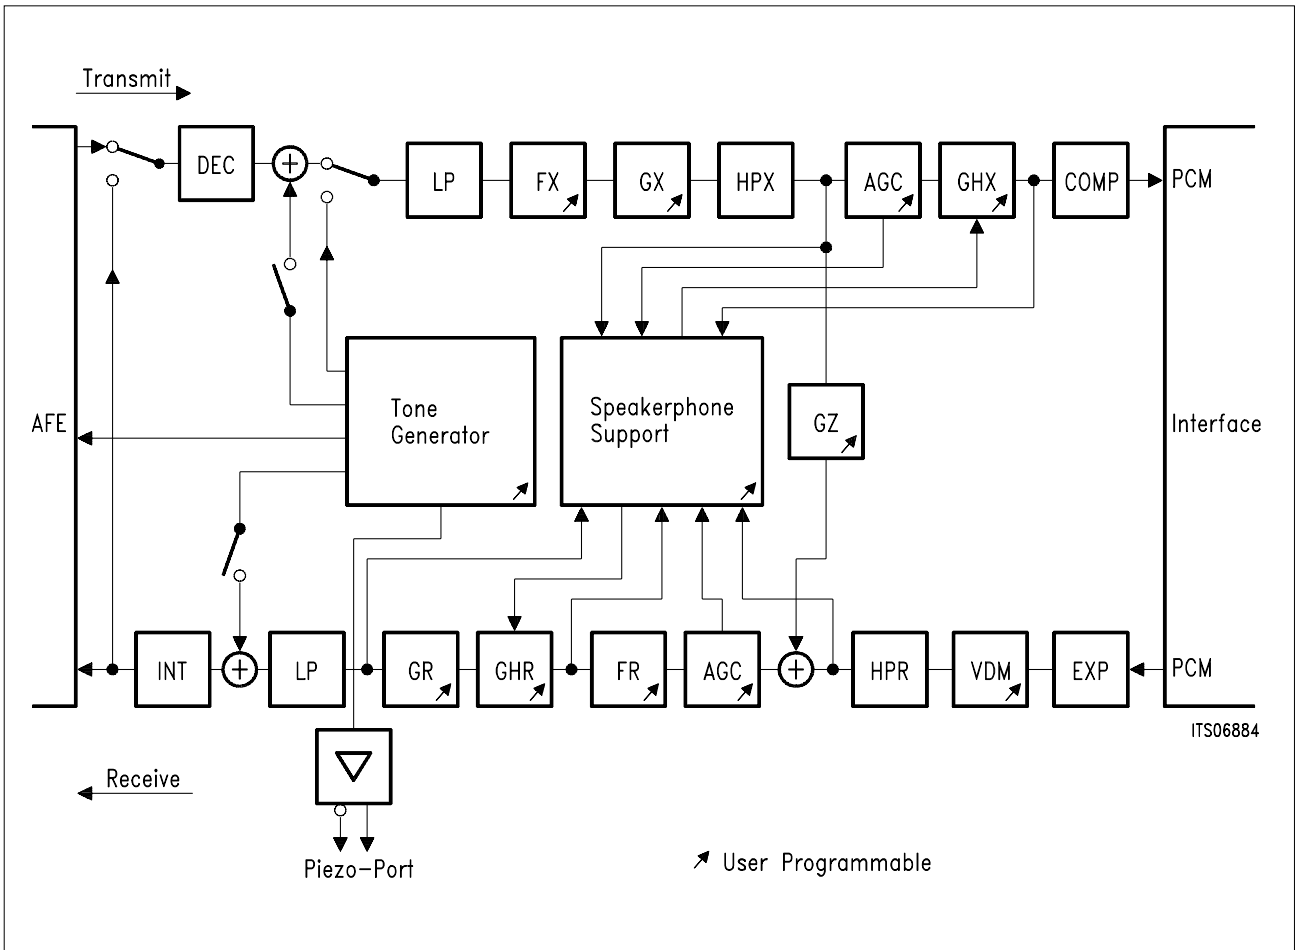 Transmit
DEC
+
LP
FX
GX
HPX
AGC
GHX
COMP
PCM
AFE
Tone
Generator
Speakerphone
Support
GZ
Interface
INT
+
LP
GR
GHR
FR
AGC
+
HPR
VDM
EXP
PCM
ITS06884
Receive
Piezo-Port
User Programmable